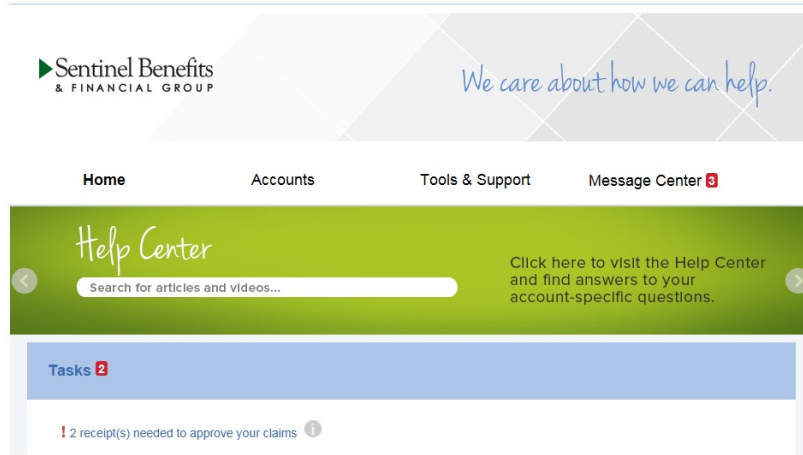 Sentinel Benefits
& FINANCIAL GROUP
We care about how we can help.
Home
Accounts
Tools & Support
Message Center 3
Help Center
Search for articles and videos...
Click here to visit the Help Center
and find answers to your
account-specific questions.
Tasks 2
! 2 receipt(s) needed to approve your claims i